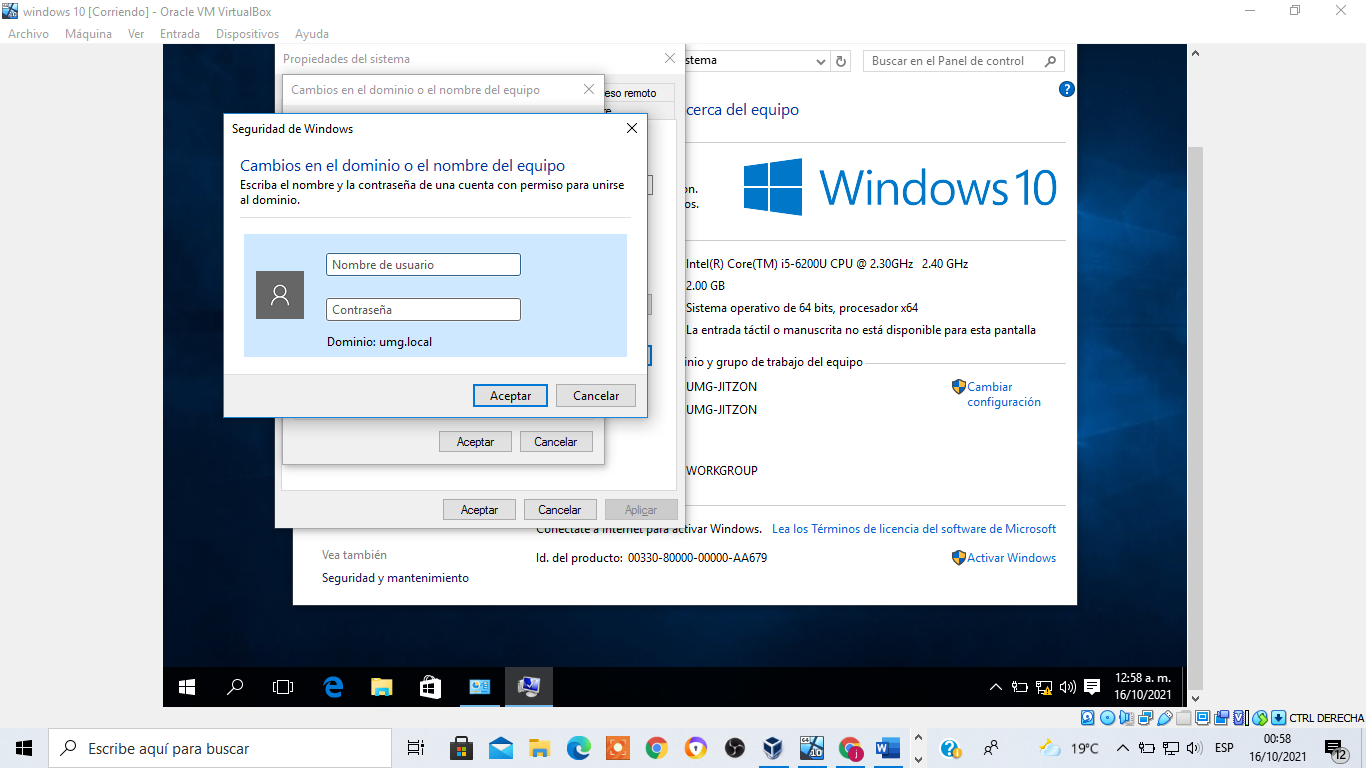 windows 10 [Corriendo] - Oracle VM VirtualBox
Archivo Máquina Ver Entrada Dispositivos Ayuda
Propiedades del sistema
stema
Buscar en el Panel de control
Cambios en el dominio o el nombre del equipo
eso remoto
cerca del equipo
Seguridad de Windows
Cambios en el dominio o el nombre del equipo
Escriba el nombre y la contraseña de una cuenta con permiso para unirse
al dominio.
on.
os.
Windows 10
Nombre de usuario
Contraseña
Dominio: umg.local
Aceptar Cancelar
Intel(R) Core(TM) i5-6200U CPU @ 2.30GHz 2.40 GHz
2.00 GB
Sistema operativo de 64 bits, procesador x64
La entrada táctil o manuscrita no está disponible para esta pantalla
inio y grupo de trabajo del equipo
UMG-JITZON
Cambiar
configuración
UMG-JITZON
Aceptar Cancelar
WORKGROUP
Aceptar Cancelar Aplicar
Conéctate a Internet para activar Windows. Lea los Términos de licencia del software de Microsoft
Vea también
Id. del producto: 00330-80000-00000-AA679
Activar Windows
Seguridad y mantenimiento
12:58 a. m.
16/10/2021
CTRL DERECHA
Escribe aquí para buscar
19°C
ESP
00:58
16/10/2021
12